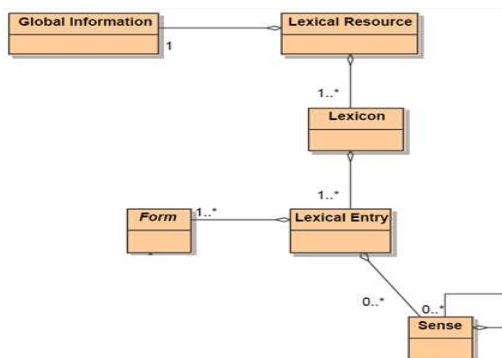 Global Information
Lexical Resource
1
1..*
Lexicon
1..*
Form
1..*
Lexical Entry
0..*
0..*
Sense